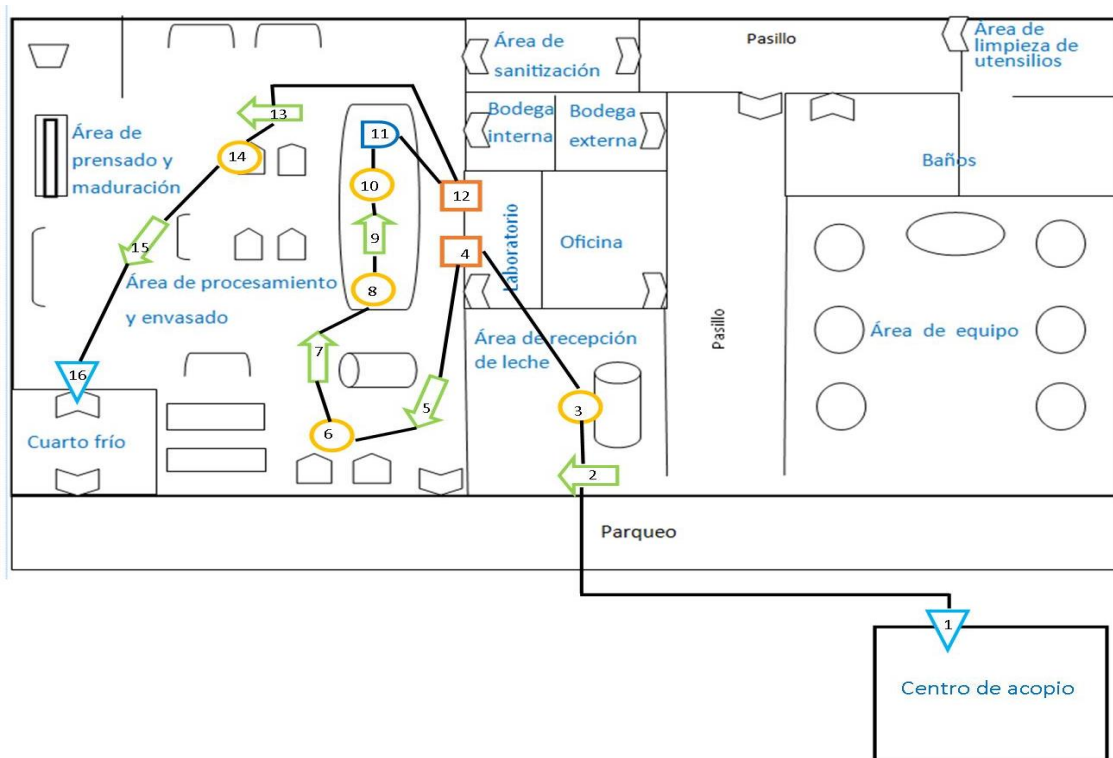 Área de
sanitización
Pasillo
Área de
limpieza de
utensilios
13
Área de
prensado y
maduración
14
11
Bodega
interna
Bodega
externa
10
12
Baños
15
9
4
Laboratorio
Oficina
Área de procesamiento
y envasado
8
7
Área de recepción
de leche
Pasillo
Área de equipo
16
5
3
Cuarto frío
6
2
Parqueo
1
Centro de acopio